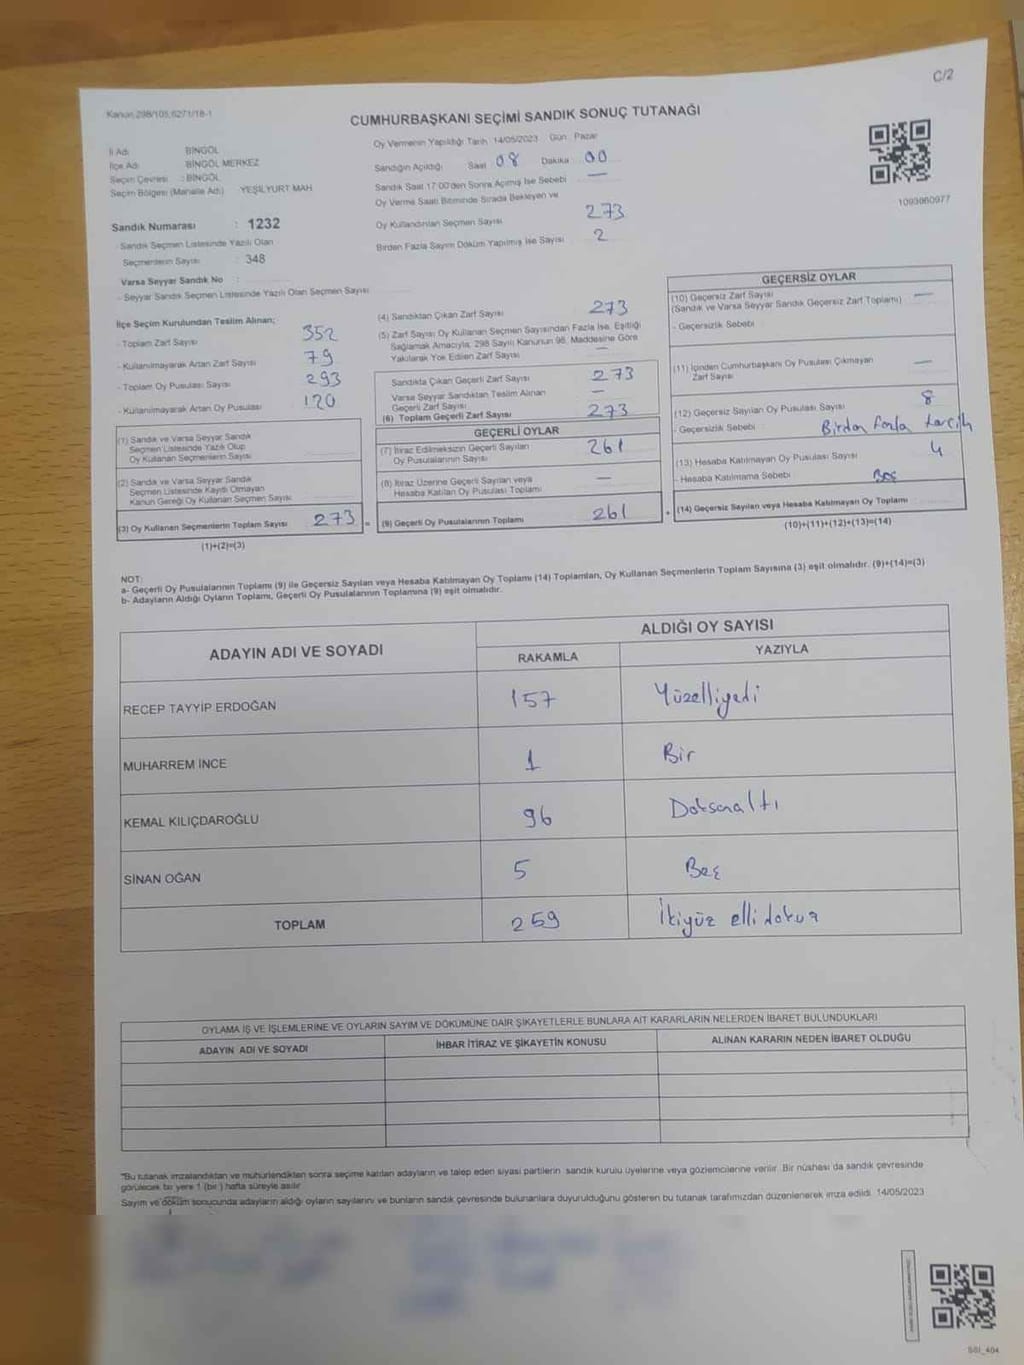 C/2
Kanun 298/105,6271/18-1
CUMHURBAŞKANI SEÇİMİ SANDIK SONUÇ TUTANAĞI
İl Adı : BİNGÖL
İlçe Adı : BİNGÖL MERKEZ
Seçim Çevresi : BİNGÖL
Seçim Bölgesi (Mahalle Adı) YEŞİLYURT MAH
Sandık Numarası : 1232
- Sandık Seçmen Listesinde Yazılı Olan
Seçmenlerin Sayısı : 348
Varsa Seyyar Sandık No :
- Seyyar Sandık Seçmen Listesinde Yazılı Olan Seçmen Sayısı
Oy Vermenin Yapıldığı Tarih 14/05/2023 Gün : Pazar
Sandığın Açıldığı Saat 08 Dakika 00
Sandık Saat 17:00'den Sonra Açılmış İse Sebebi —
Oy Verme Saati Bitiminde Sırada Bekleyen ve
Oy Kullandırılan Seçmen Sayısı 273
Birden Fazla Sayım Döküm Yapılmış İse Sayısı 2
1093660977
İlçe Seçim Kurulundan Teslim Alınan;
- Toplam Zarf Sayısı 352
- Kullanılmayarak Artan Zarf Sayısı 79
- Toplam Oy Pusulası Sayısı 293
- Kullanılmayarak Artan Oy Pusulası 120
(1) Sandık ve Varsa Seyyar Sandık
Seçmen Listesinde Yazılı Olup
Oy Kullanan Seçmenlerin Sayısı
(2) Sandık ve Varsa Seyyar Sandık
Seçmen Listesinde Kayıtlı Olmayan
Kanun Gereği Oy Kullanan Seçmen Sayısı
(3) Oy Kullanan Seçmenlerin Toplam Sayısı 273 =
(1)+(2)=(3)
(4) Sandıktan Çıkan Zarf Sayısı 273
(5) Zarf Sayısı Oy Kullanan Seçmen Sayısından Fazla İse, Eşitliği
Sağlamak Amacıyla, 298 Sayılı Kanunun 98. Maddesine Göre
Yakılarak Yok Edilen Zarf Sayısı —
Sandıkta Çıkan Geçerli Zarf Sayısı 273
Varsa Seyyar Sandıktan Teslim Alınan
Geçerli Zarf Sayısı —
(6) Toplam Geçerli Zarf Sayısı 273
GEÇERLİ OYLAR
(7) İtiraz Edilmeksizin Geçerli Sayılan
Oy Pusulalarının Sayısı 261
(8) İtiraz Üzerine Geçerli Sayılan veya
Hesaba Katılan Oy Pusulası Toplamı —
(9) Geçerli Oy Pusulalarının Toplamı 261 +
GEÇERSİZ OYLAR
(10) Geçersiz Zarf Sayısı —
(Sandık ve Varsa Seyyar Sandık Geçersiz Zarf Toplamı)
- Geçersizlik Sebebi
(11) İçinden Cumhurbaşkanı Oy Pusulası Çıkmayan
Zarf Sayısı —
(12) Geçersiz Sayılan Oy Pusulası Sayısı 8
- Geçersizlik Sebebi Birden fazla tercih
(13) Hesaba Katılmayan Oy Pusulası Sayısı 4
- Hesaba Katılmama Sebebi Boş
(14) Geçersiz Sayılan veya Hesaba Katılmayan Oy Toplamı
(10)+(11)+(12)+(13)=(14)
NOT:
a- Geçerli Oy Pusulalarının Toplamı (9) ile Geçersiz Sayılan veya Hesaba Katılmayan Oy Toplamı (14) Toplamları, Oy Kullanan Seçmenlerin Toplam Sayısına (3) eşit olmalıdır. (9)+(14)=(3)
b- Adayların Aldığı Oyların Toplamı, Geçerli Oy Pusulalarının Toplamına (9) eşit olmalıdır.
ADAYIN ADI VE SOYADI
ALDIĞI OY SAYISI
RAKAMLA YAZIYLA
RECEP TAYYİP ERDOĞAN 157 Yüzelliyedi
MUHARREM İNCE 1 Bir
KEMAL KILIÇDAROĞLU 96 Doksanaltı
SİNAN OĞAN 5 Beş
TOPLAM 259 İkiyüz ellidokuz
OYLAMA İŞ VE İŞLEMLERİNE VE OYLARIN SAYIM VE DÖKÜMÜNE DAİR ŞİKAYETLERLE BUNLARA AİT KARARLARIN NELERDEN İBARET BULUNDUKLARI
ADAYIN ADI VE SOYADI İHBAR İTİRAZ VE ŞİKAYETİN KONUSU ALINAN KARARIN NEDEN İBARET OLDUĞU
"Bu tutanak imzalandıktan ve mühürlendikten sonra seçime katılan adayların ve talep eden siyasi partilerin sandık kurulu üyelerine veya gözlemcilerine verilir. Bir nüshası da sandık çevresinde
görülecek bir yere 1 (bir ) hafta süreyle asılır.
Sayım ve döküm sonucunda adayların aldığı oyların sayılarını ve bunların sandık çevresinde bulunanlara duyurulduğunu gösteren bu tutanak tarafımızdan düzenlenerek imza edildi. 14/05/2023
SSI_404